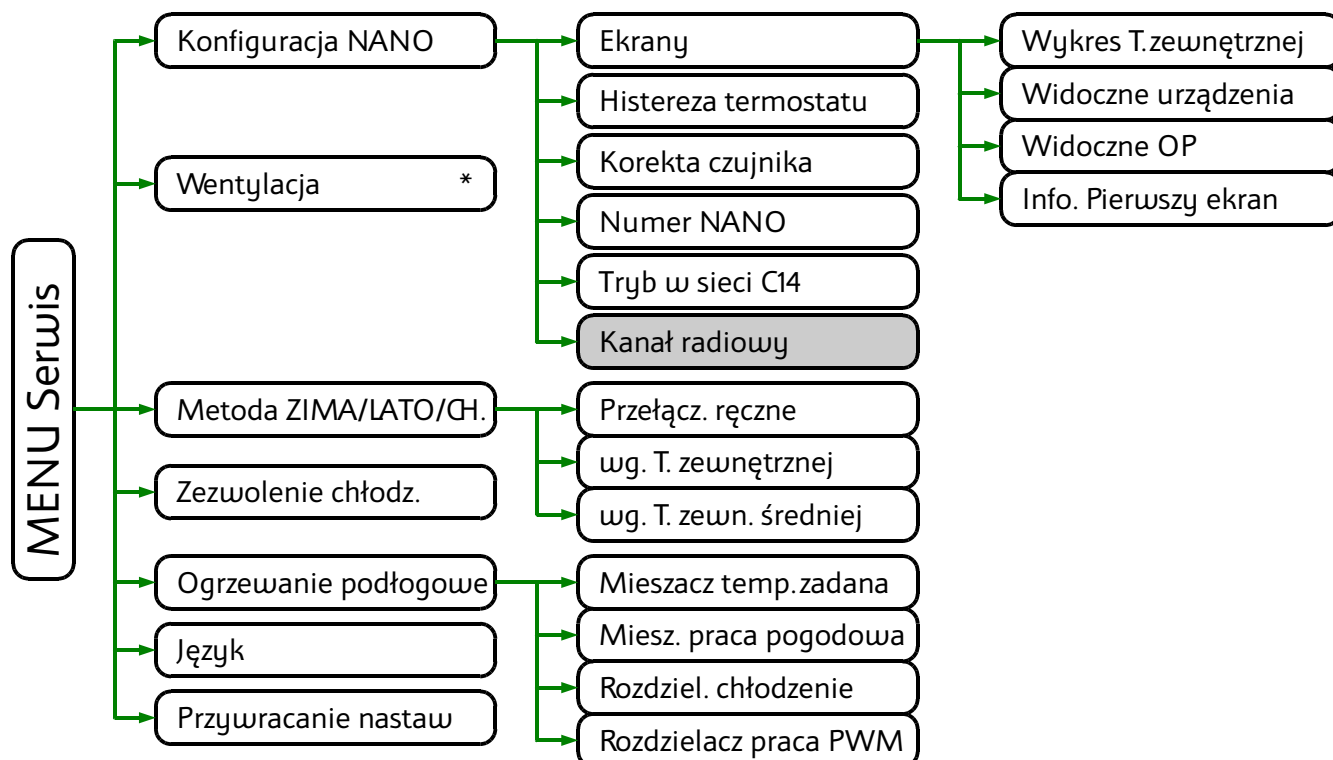 MENU Serwis
Konfiguracja NANO
Ekrany
Wykres T.zewnętrznej
Widoczne urządzenia
Widoczne OP
Info. Pierwszy ekran
Histereza termostatu
Korekta czujnika
Numer NANO
Tryb w sieci C14
Kanał radiowy
Wentylacja *
Metoda ZIMA/LATO/CH.
Przełącz. ręczne
wg. T. zewnętrznej
wg. T. zewn. średniej
Zezwolenie chłodz.
Ogrzewanie podłogowe
Mieszacz temp.zadana
Miesz. praca pogodowa
Rozdziel. chłodzenie
Rozdzielacz praca PWM
Język
Przywracanie nastaw